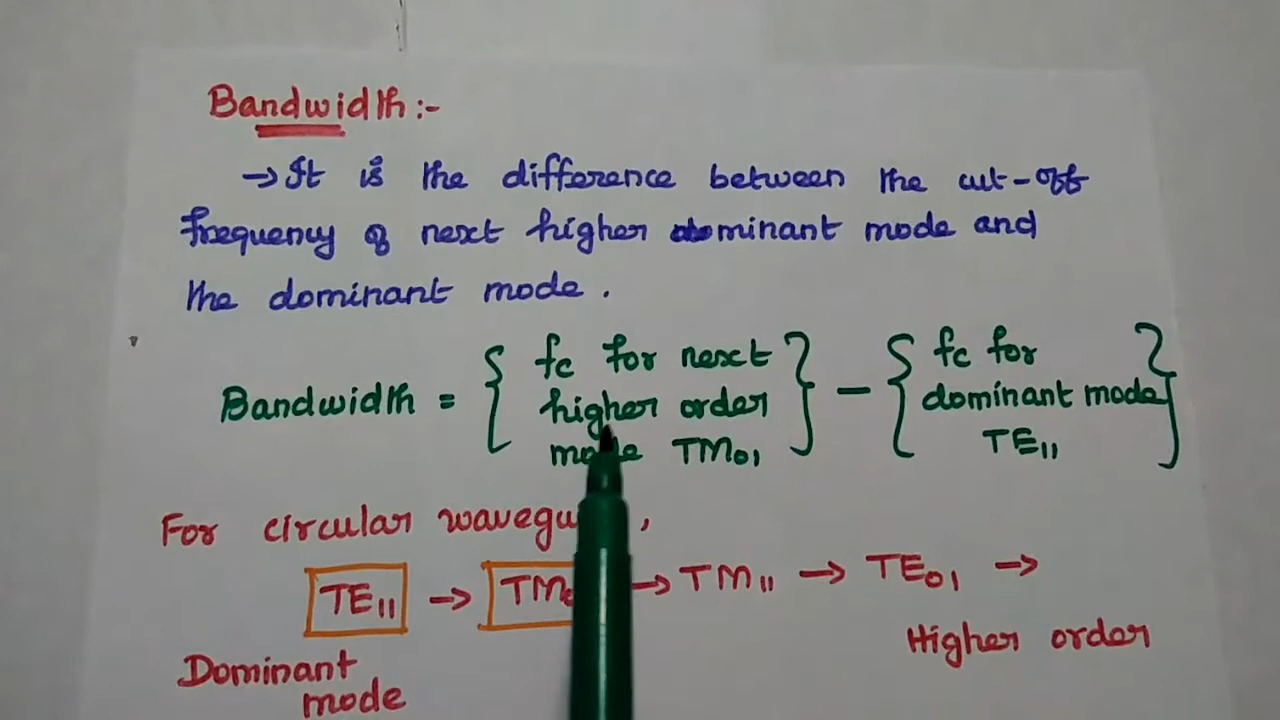 Bandwidth :-
→ It is the difference between the cut-off
frequency of next higher dominant mode and
the dominant mode.
Bandwidth = { fc for next higher order mode TM01 } - { fc for dominant mode TE11 }
For circular ,
TE11 → → TM11 → TE01 →
Dominant mode
Higher order